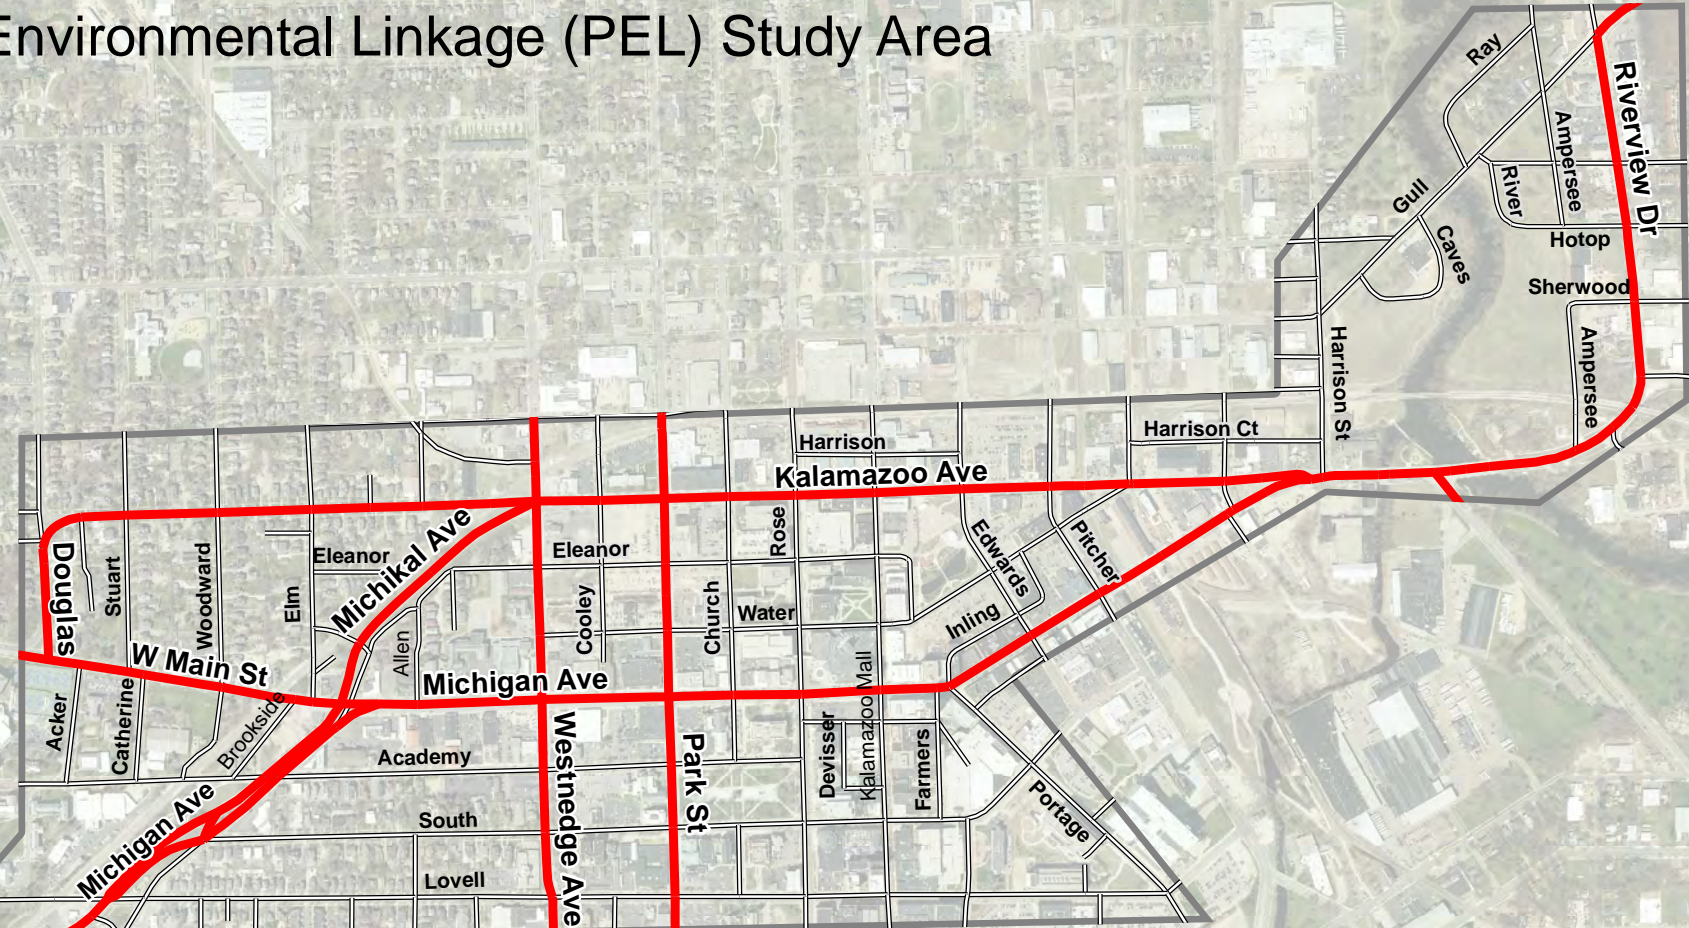 Environmental Linkage (PEL) Study Area
Ray
Riverview Dr
Ampersee
River
Gull
Caves
Hotop
Sherwood
Harrison St
Ampersee
Harrison Ct
Harrison
Kalamazoo Ave
Michikal Ave
Rose
Edwards
Pitcher
Eleanor
Eleanor
Douglas
Stuart
Woodward
Elm
Cooley
Church
Water
Inling
Allen
W Main St
Michigan Ave
Kalamazoo Mall
Acker
Catherine
Brookside
Westnedge Ave
Park St
Devisser
Farmers
Academy
Portage
Michigan Ave
South
Lovell